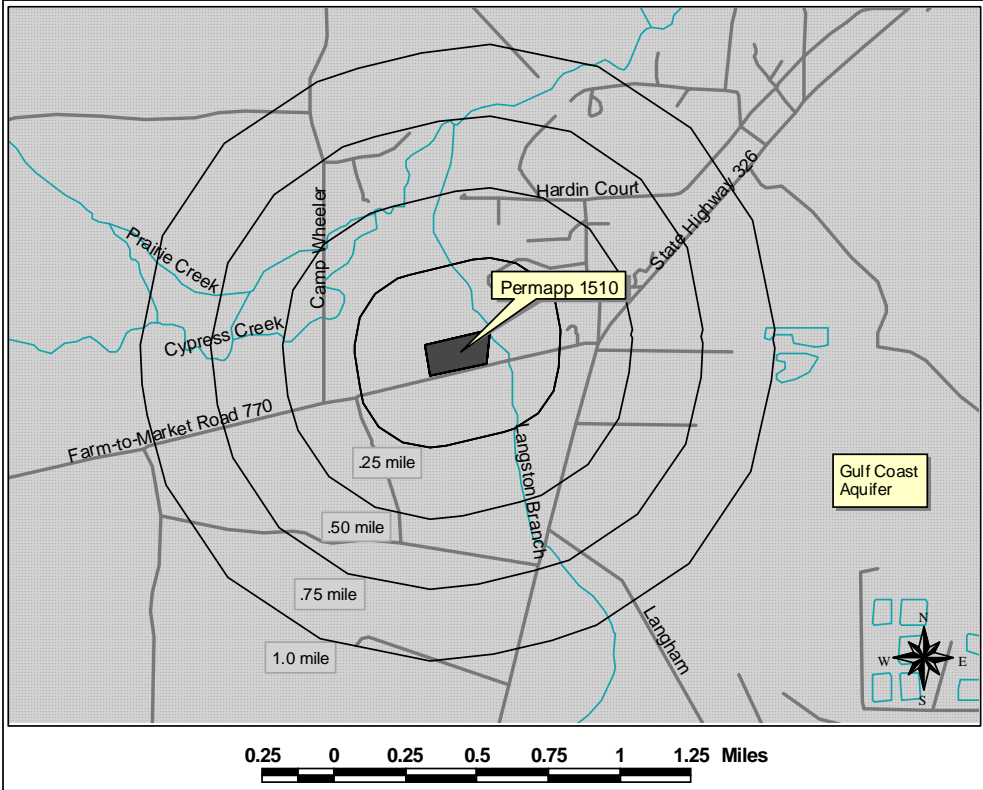 Hardin Court
State Highway 326
Camp Wheeler
Prairie Creek
Permapp 1510
Cypress Creek
Farm-to-Market Road 770
.25 mile
Langston Branch
Gulf Coast
Aquifer
.50 mile
.75 mile
Langham
1.0 mile
N
W
E
S
0.25 0 0.25 0.5 0.75 1 1.25 Miles